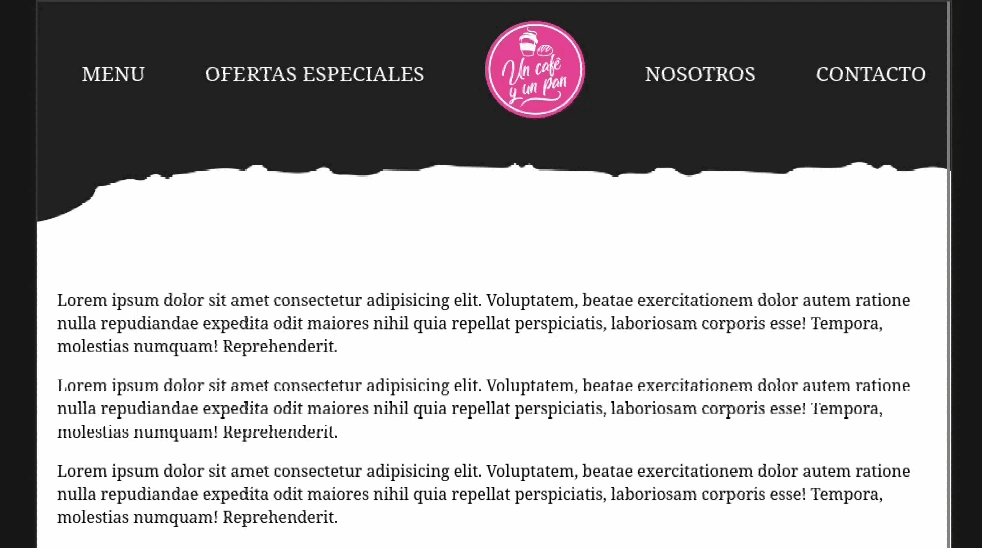 MENU OFERTAS ESPECIALES Un café y un pan NOSOTROS CONTACTO
Lorem ipsum dolor sit amet consectetur adipisicing elit. Voluptatem, beatae exercitationem dolor autem ratione
nulla repudiandae expedita odit maiores nihil quia repellat perspiciatis, laboriosam corporis esse! Tempora,
molestias numquam! Reprehenderit.
Lorem ipsum dolor sit amet consectetur adipisicing elit. Voluptatem, beatae exercitationem dolor autem ratione
nulla repudiandae expedita odit maiores nihil quia repellat perspiciatis, laboriosam corporis esse! Tempora,
molestias numquam! Reprehenderit.
Lorem ipsum dolor sit amet consectetur adipisicing elit. Voluptatem, beatae exercitationem dolor autem ratione
nulla repudiandae expedita odit maiores nihil quia repellat perspiciatis, laboriosam corporis esse! Tempora,
molestias numquam! Reprehenderit.